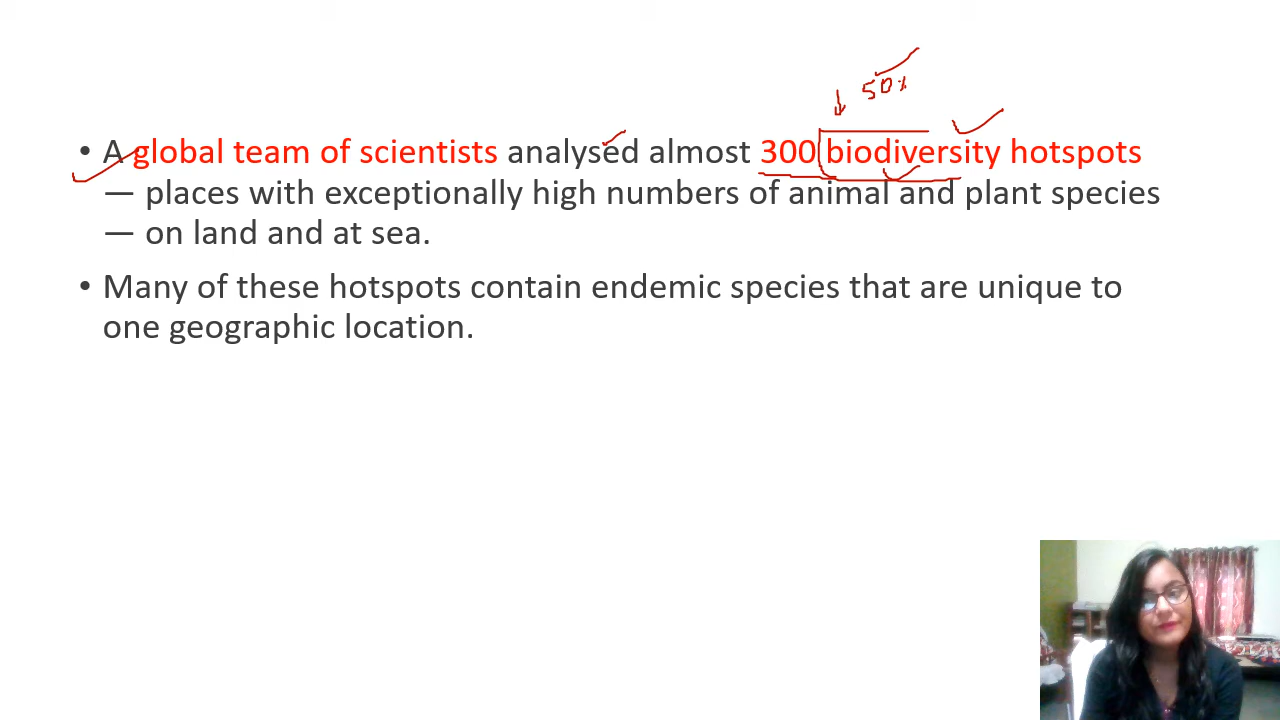 50%
• A global team of scientists analysed almost 300 biodiversity hotspots
— places with exceptionally high numbers of animal and plant species
— on land and at sea.
• Many of these hotspots contain endemic species that are unique to
one geographic location.